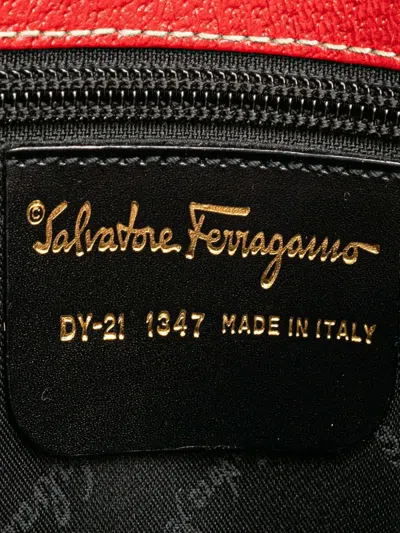 © Salvatore Ferragamo
DY-21 1347 MADE IN ITALY